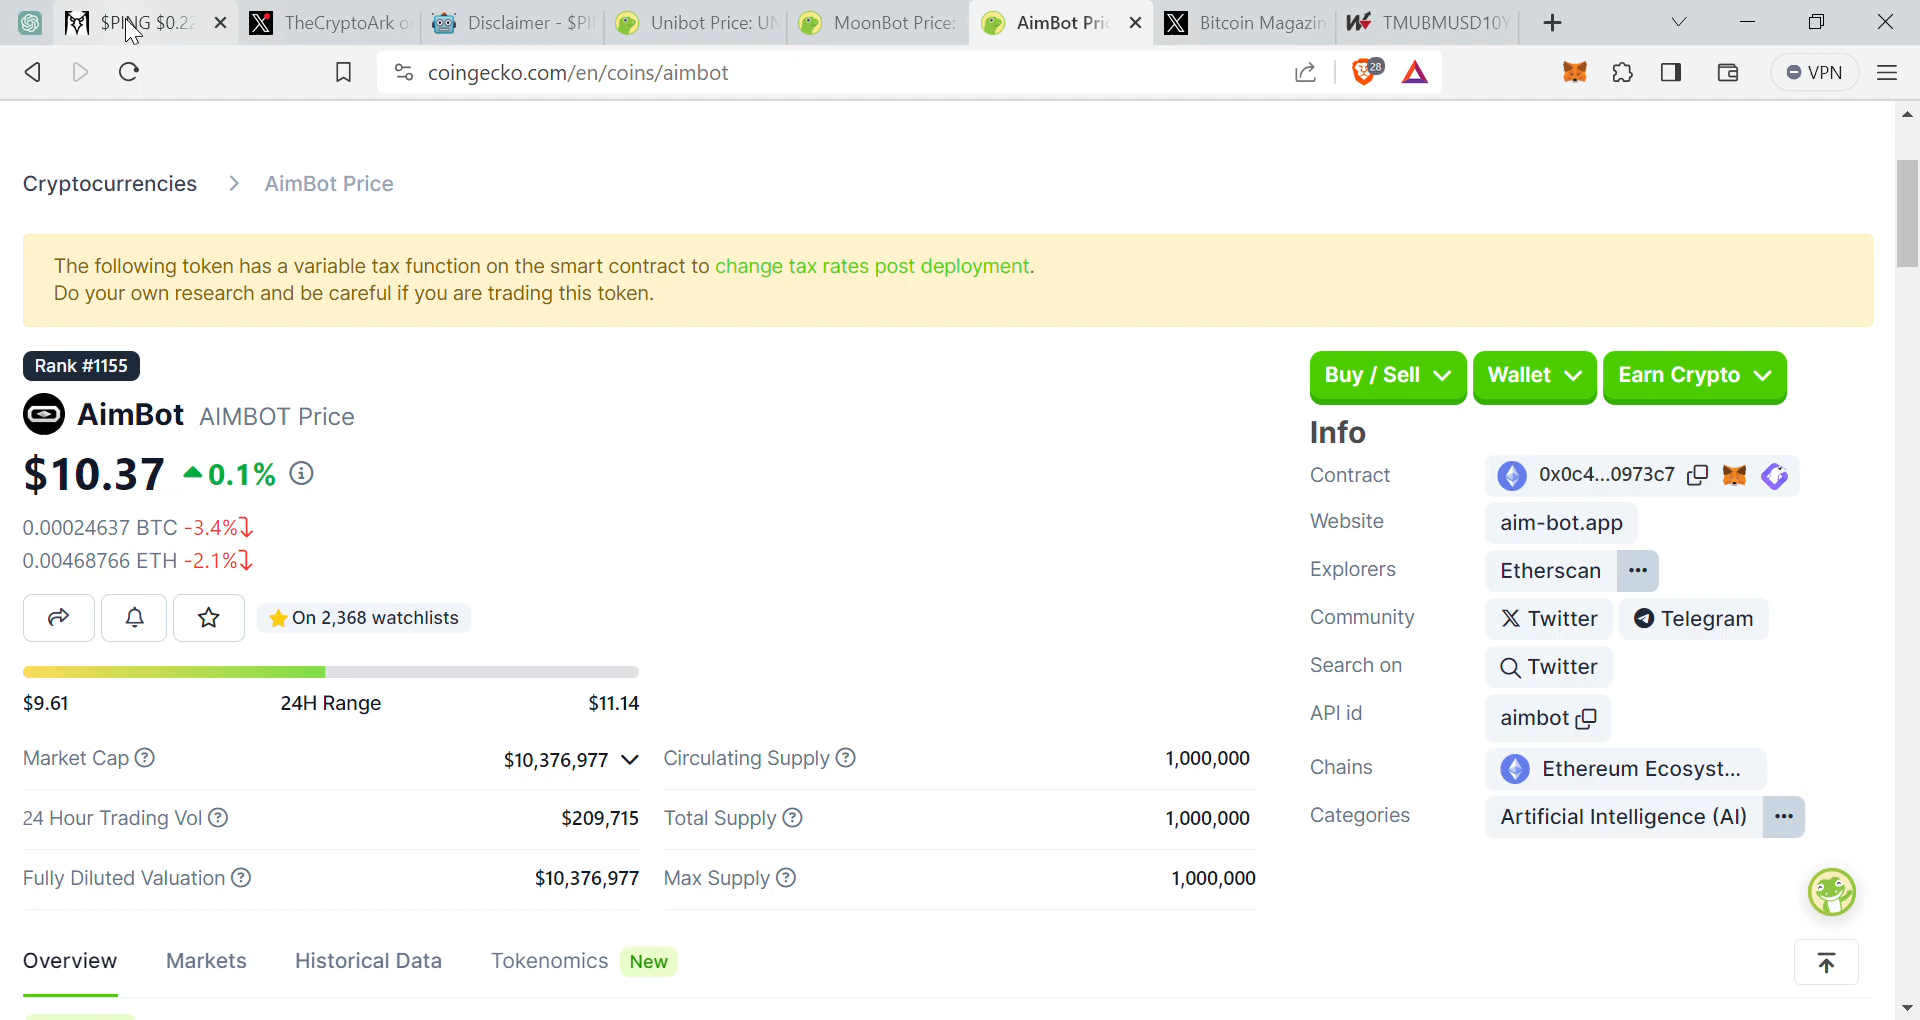 $PING $0.22
TheCryptoArk o
Disclaimer - $PI
Unibot Price: UN
MoonBot Price:
AimBot Pri
Bitcoin Magazin
TMUBMUSD10Y
coingecko.com/en/coins/aimbot
28
VPN
Cryptocurrencies > AimBot Price
The following token has a variable tax function on the smart contract to change tax rates post deployment.
Do your own research and be careful if you are trading this token.
Rank #1155
AimBot AIMBOT Price
$10.37 0.1%
0.00024637 BTC -3.4%
0.00468766 ETH -2.1%
On 2,368 watchlists
$9.61 24H Range $11.14
Market Cap $10,376,977
24 Hour Trading Vol $209,715
Fully Diluted Valuation $10,376,977
Circulating Supply 1,000,000
Total Supply 1,000,000
Max Supply 1,000,000
Buy / Sell Wallet Earn Crypto
Info
Contract 0x0c4...0973c7
Website aim-bot.app
Explorers Etherscan
Community Twitter Telegram
Search on Twitter
API id aimbot
Chains Ethereum Ecosyst...
Categories Artificial Intelligence (AI)
Overview Markets Historical Data Tokenomics New